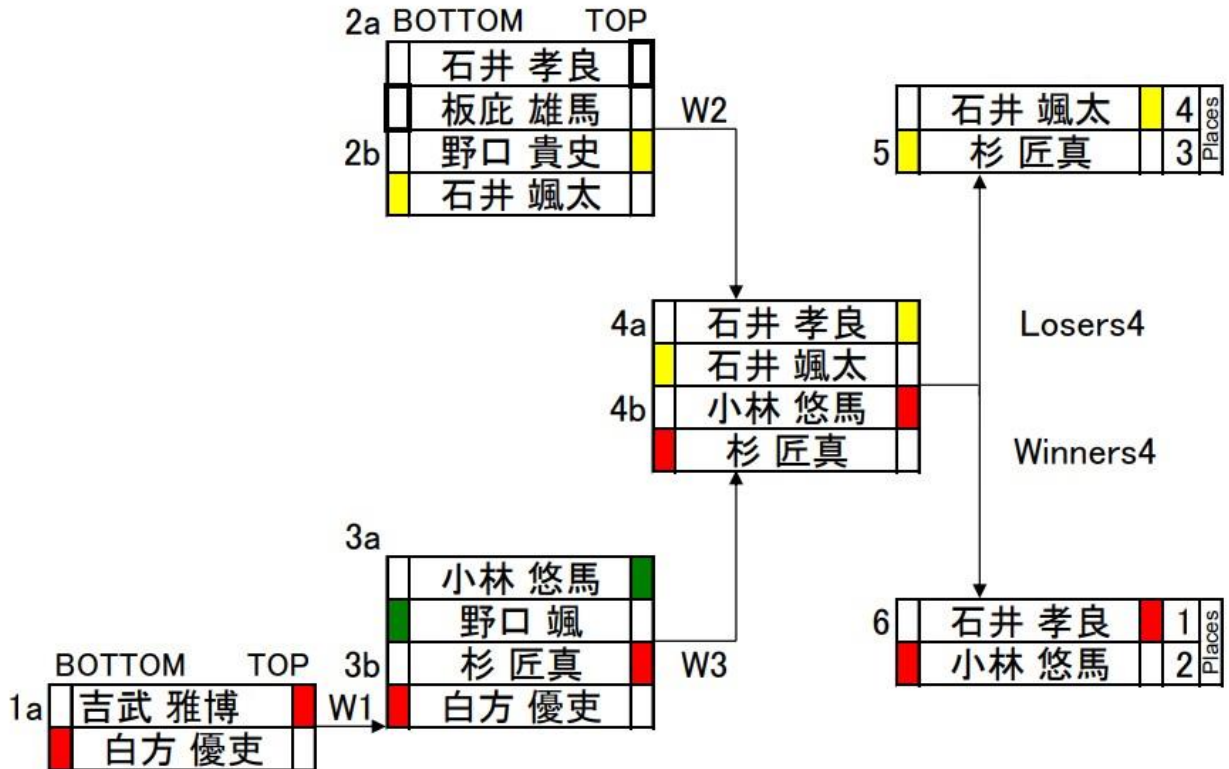 2a BOTTOM TOP
石井 孝良
板庇 雄馬
W2
2b 野口 貴史
石井 颯太
石井 颯太 4
5 杉 匠真 3
Places
4a 石井 孝良
石井 颯太
4b 小林 悠馬
杉 匠真
Losers4
Winners4
3a
小林 悠馬
野口 颯
3b 杉 匠真
白方 優吏
W3
BOTTOM TOP
1a 吉武 雅博
白方 優吏
W1
6 石井 孝良 1
小林 悠馬 2
Places